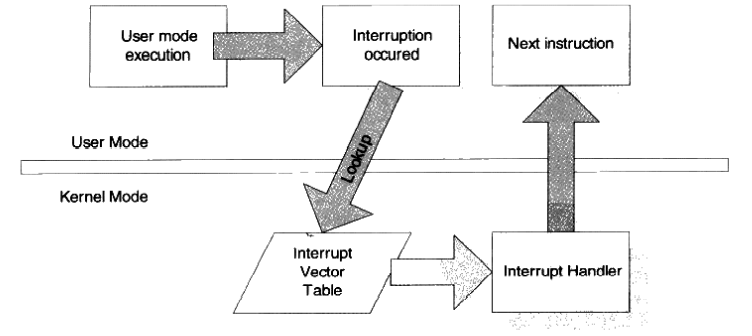 User mode
execution
Interruption
occured
Next instruction
User Mode
Lookup
Kernel Mode
Interrupt
Vector
Table
Interrupt Handler